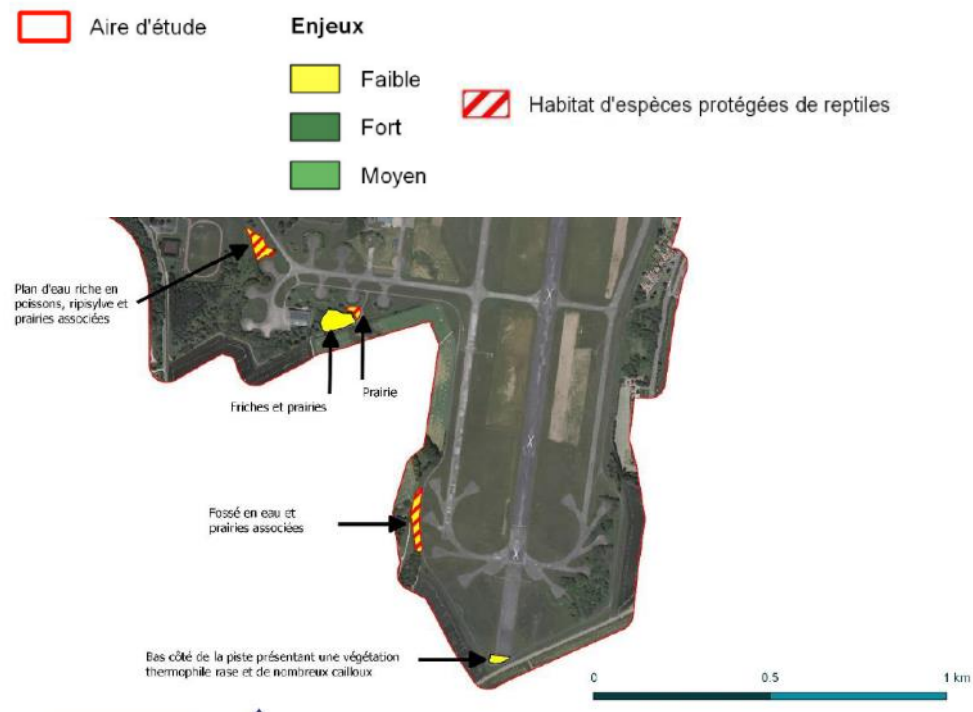 Aire d'étude
Enjeux
Faible
Fort
Moyen
Habitat d'espèces protégées de reptiles
Plan d'eau riche en
poissons, ripisylve et
prairies associées
Friches et prairies
Prairie
Fossé en eau et
prairies associées
Bas côté de la piste présentant une végétation
thermophile rase et de nombreux cailloux
0
0.5
1 km